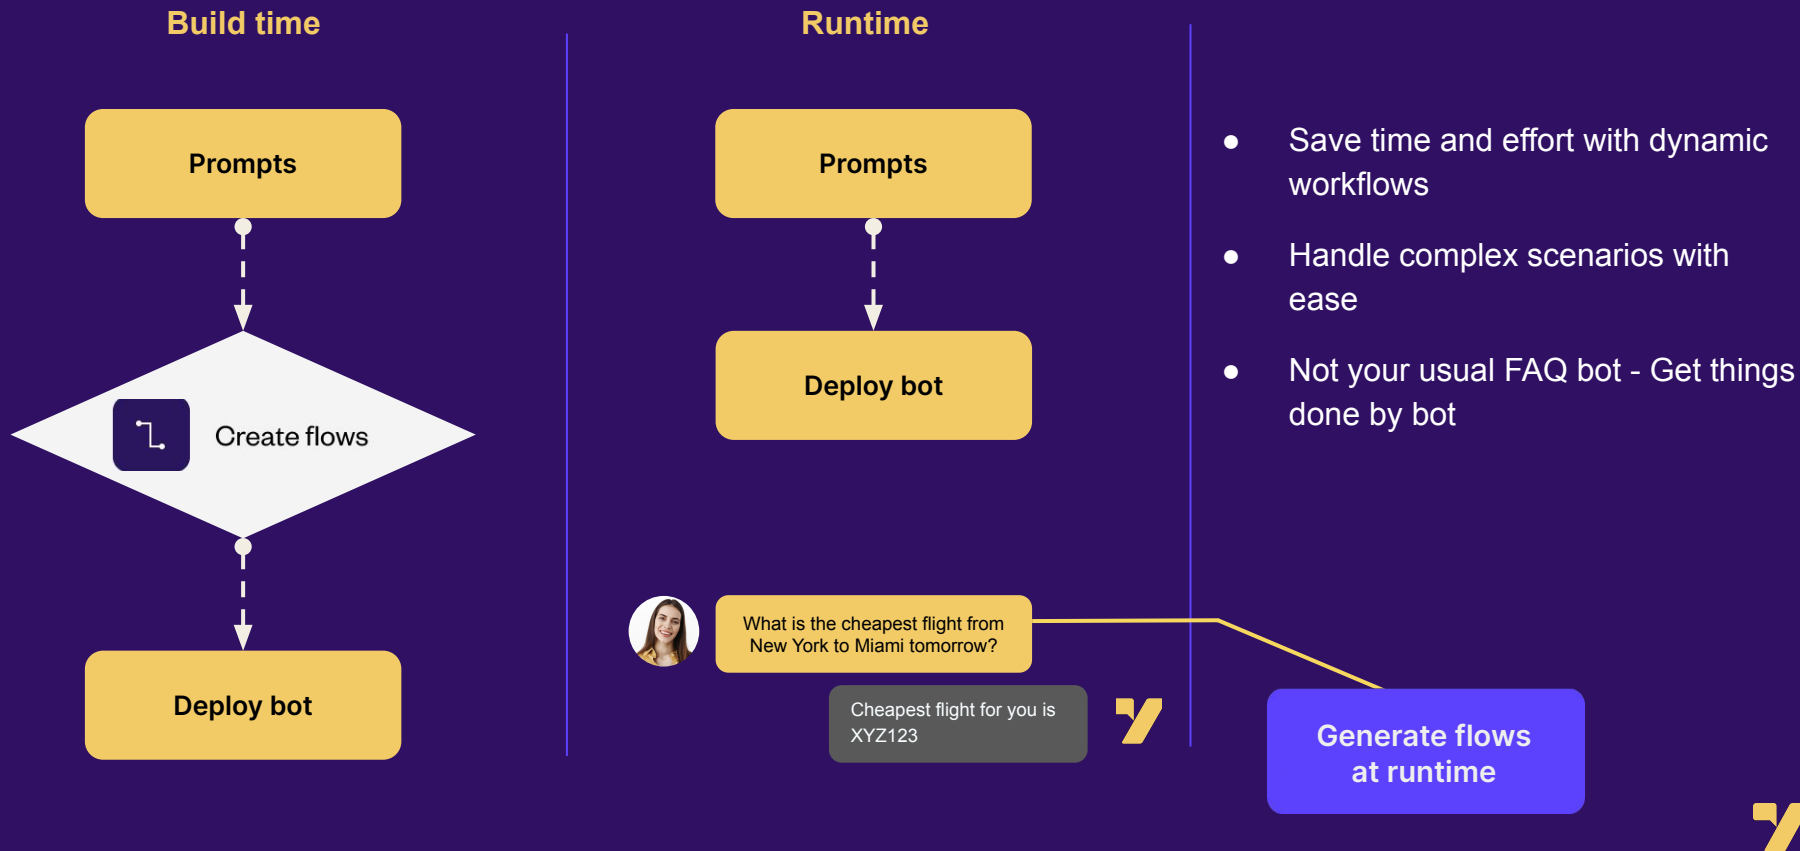 Build time
Prompts
Create flows
Deploy bot
Runtime
Prompts
Deploy bot
What is the cheapest flight from
New York to Miami tomorrow?
Cheapest flight for you is
XYZ123
● Save time and effort with dynamic
workflows
● Handle complex scenarios with
ease
● Not your usual FAQ bot - Get things
done by bot
Generate flows
at runtime